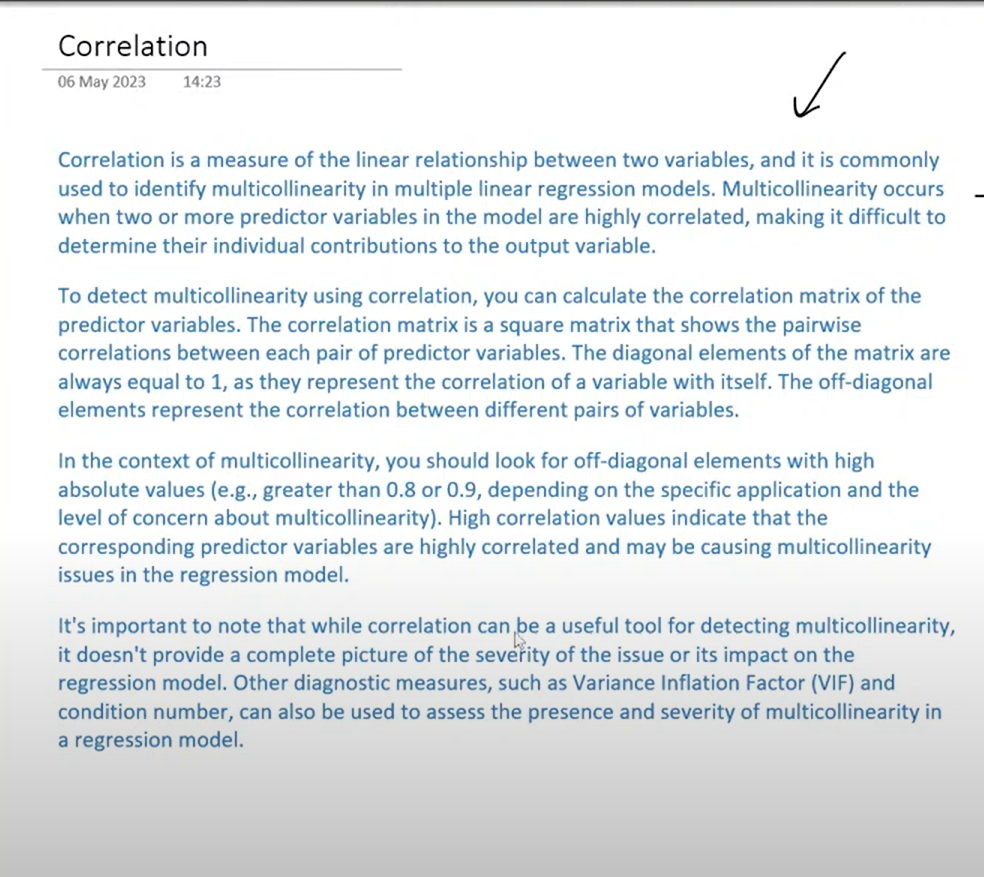 Correlation
06 May 2023 14:23
Correlation is a measure of the linear relationship between two variables, and it is commonly
used to identify multicollinearity in multiple linear regression models. Multicollinearity occurs
when two or more predictor variables in the model are highly correlated, making it difficult to
determine their individual contributions to the output variable.
To detect multicollinearity using correlation, you can calculate the correlation matrix of the
predictor variables. The correlation matrix is a square matrix that shows the pairwise
correlations between each pair of predictor variables. The diagonal elements of the matrix are
always equal to 1, as they represent the correlation of a variable with itself. The off-diagonal
elements represent the correlation between different pairs of variables.
In the context of multicollinearity, you should look for off-diagonal elements with high
absolute values (e.g., greater than 0.8 or 0.9, depending on the specific application and the
level of concern about multicollinearity). High correlation values indicate that the
corresponding predictor variables are highly correlated and may be causing multicollinearity
issues in the regression model.
It's important to note that while correlation can be a useful tool for detecting multicollinearity,
it doesn't provide a complete picture of the severity of the issue or its impact on the
regression model. Other diagnostic measures, such as Variance Inflation Factor (VIF) and
condition number, can also be used to assess the presence and severity of multicollinearity in
a regression model.